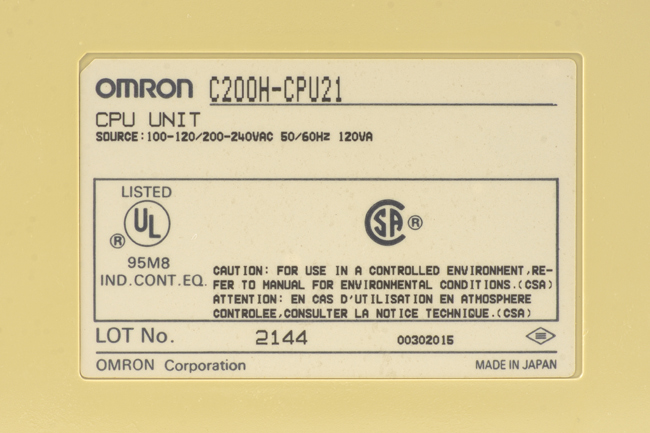 OMRON C200H-CPU21
CPU UNIT
SOURCE:100-120/200-240VAC 50/60Hz 120VA
LISTED
UL ®
95M8
IND.CONT.EQ.
CSA ®
CAUTION: FOR USE IN A CONTROLLED ENVIRONMENT,RE-
FER TO MANUAL FOR ENVIRONMENTAL CONDITIONS.(CSA)
ATTENTION: EN CAS D'UTILISATION EN ATMOSPHERE
CONTROLEE,CONSULTER LA NOTICE TECHNIQUE.(CSA)
LOT No. 2144 00302015
OMRON Corporation MADE IN JAPAN